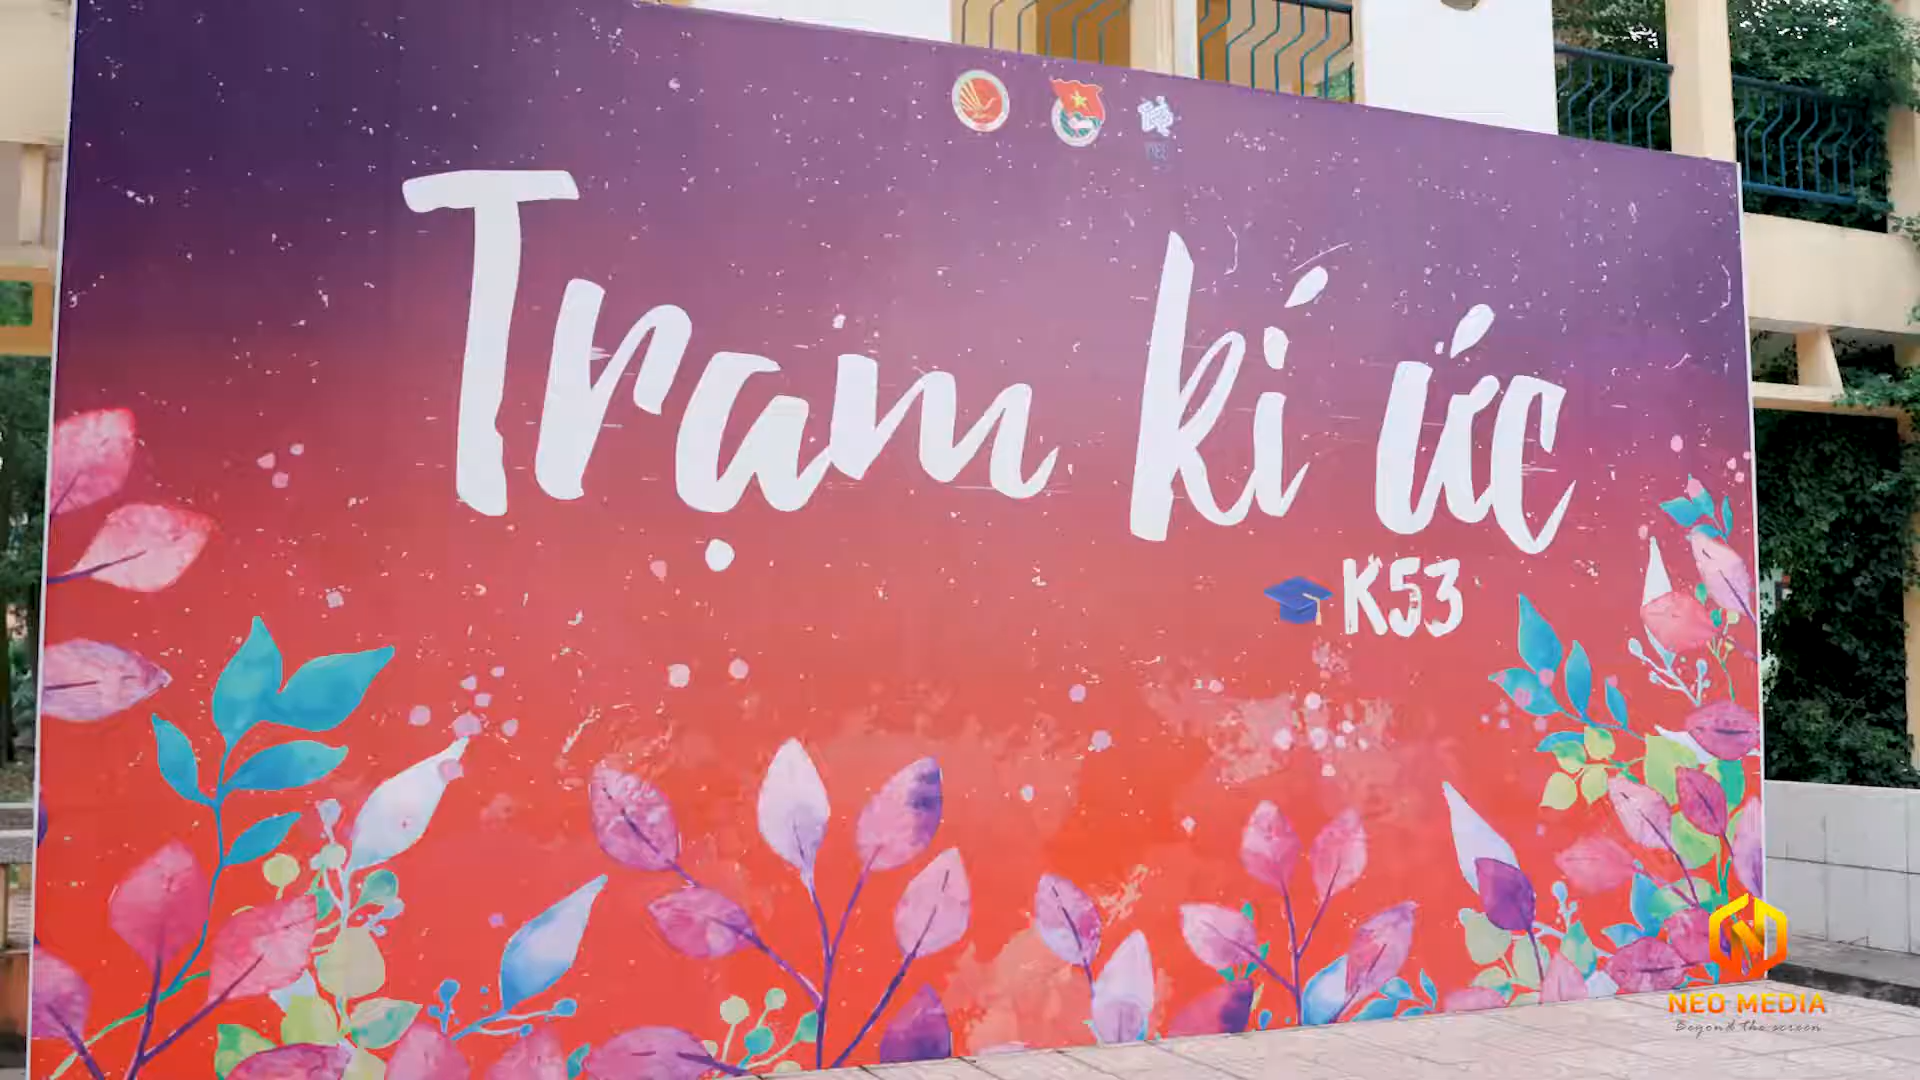 Trạm kí ức
K53
NEO MEDIA
Beyond the screen